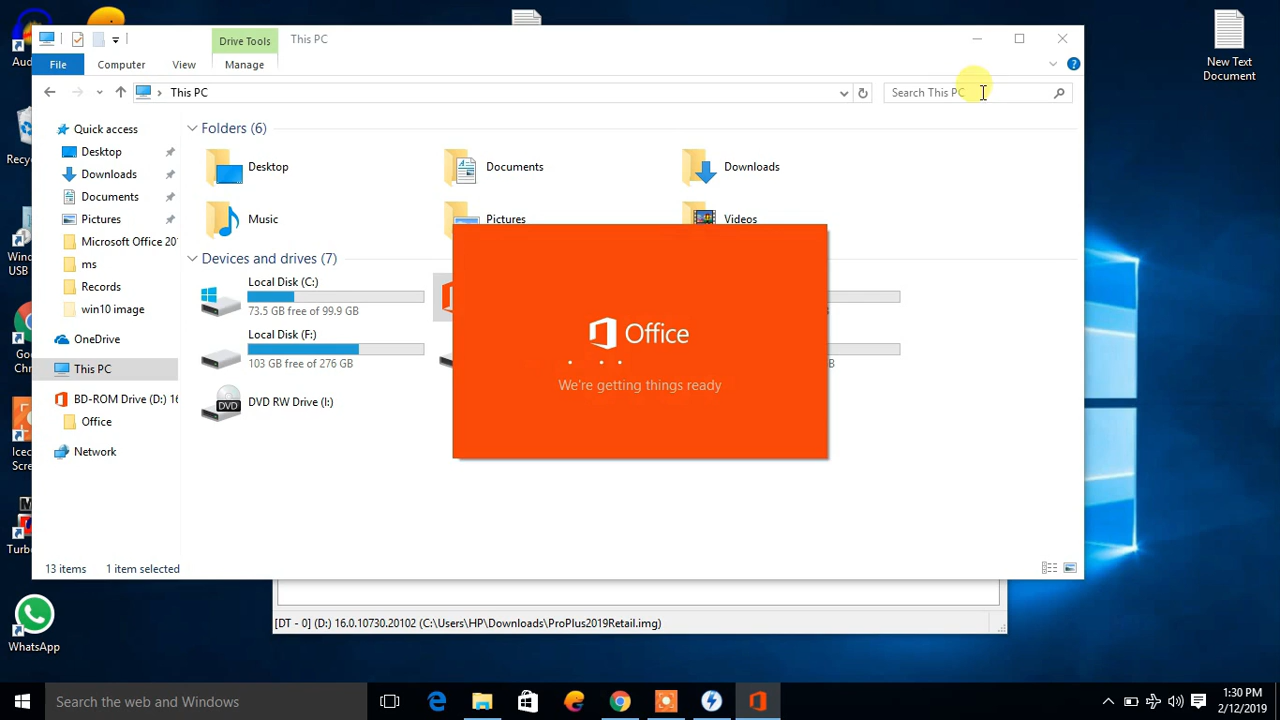 Drive Tools
This PC
File
Computer
View
Manage
This PC
Search This PC
New Text
Document
Quick access
Desktop
Downloads
Documents
Pictures
Microsoft Office 20
ms
Records
win10 image
OneDrive
This PC
BD-ROM Drive (D:) 16
Office
Network
Folders (6)
Desktop
Documents
Downloads
Music
Pictures
Videos
Devices and drives (7)
Local Disk (C:)
73.5 GB free of 99.9 GB
Local Disk (F:)
103 GB free of 276 GB
DVD
DVD RW Drive (I:)
Office
We're getting things ready
13 items
1 item selected
[DT - 0] (D:) 16.0.10730.20102 (C:\Users\HP\Downloads\ProPlus2019Retail.img)
WhatsApp
Search the web and Windows
1:30 PM
2/12/2019